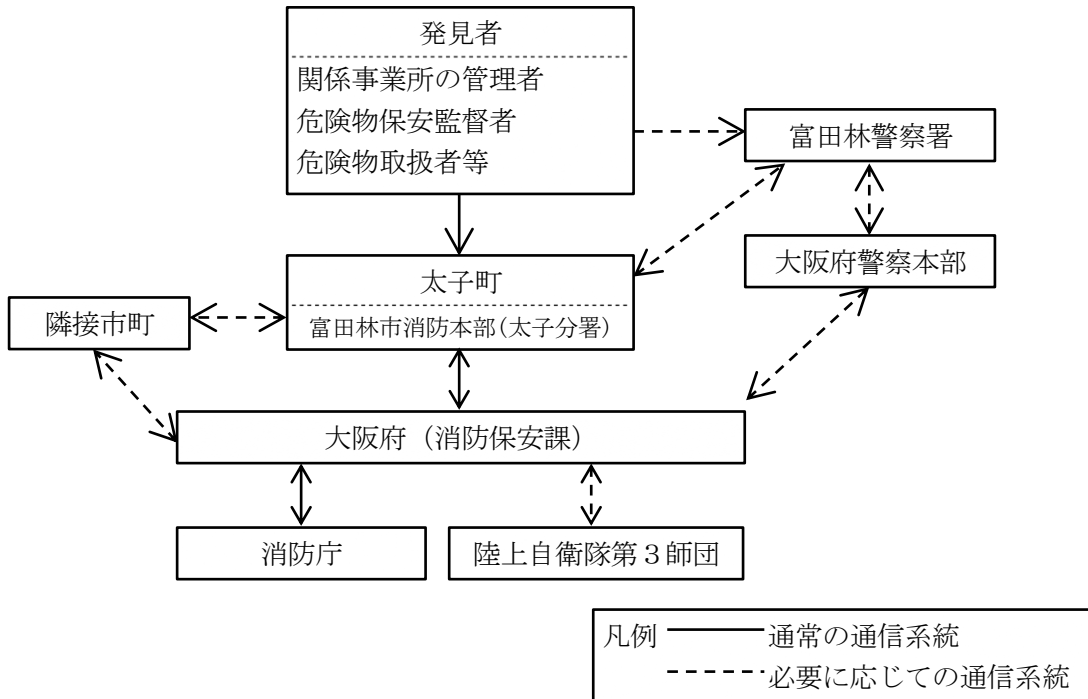 発見者
関係事業所の管理者
危険物保安監督者
危険物取扱者等
富田林警察署
大阪府警察本部
太子町
富田林市消防本部(太子分署)
隣接市町
大阪府（消防保安課）
消防庁
陸上自衛隊第３師団
凡例 通常の通信系統
必要に応じての通信系統